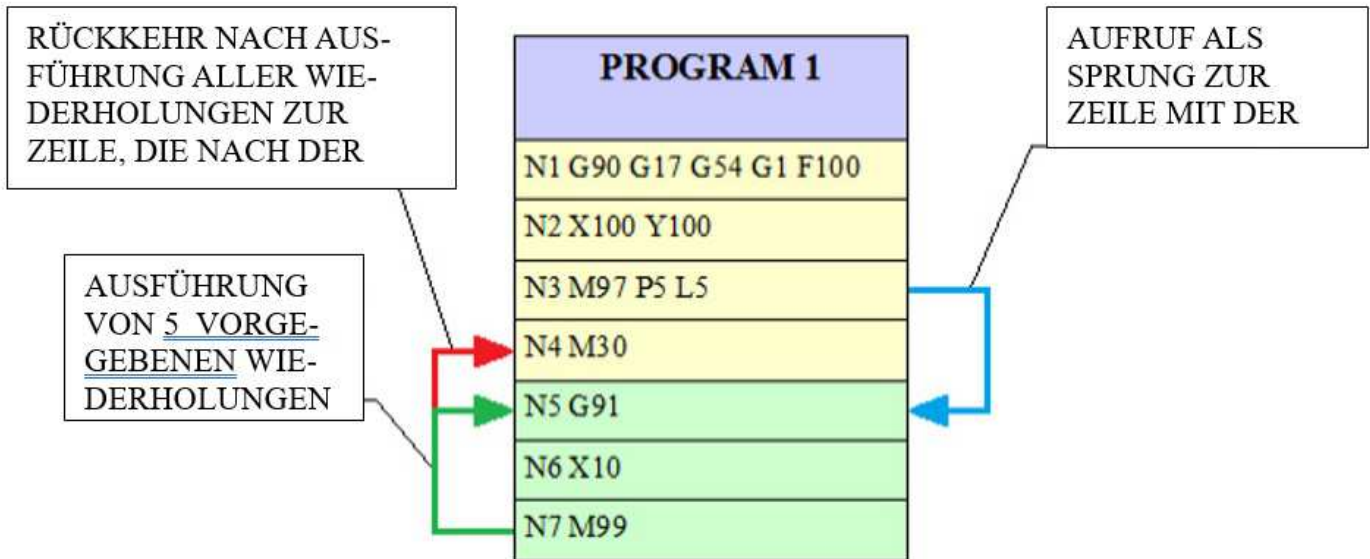 RÜCKKEHR NACH AUS-
FÜHRUNG ALLER WIE-
DERHOLUNGEN ZUR
ZEILE, DIE NACH DER
AUSFÜHRUNG
VON 5 VORGE-
GEBENEN WIE-
DERHOLUNGEN
PROGRAM 1
N1 G90 G17 G54 G1 F100
N2 X100 Y100
N3 M97 P5 L5
N4 M30
N5 G91
N6 X10
N7 M99
AUFRUF ALS
SPRUNG ZUR
ZEILE MIT DER